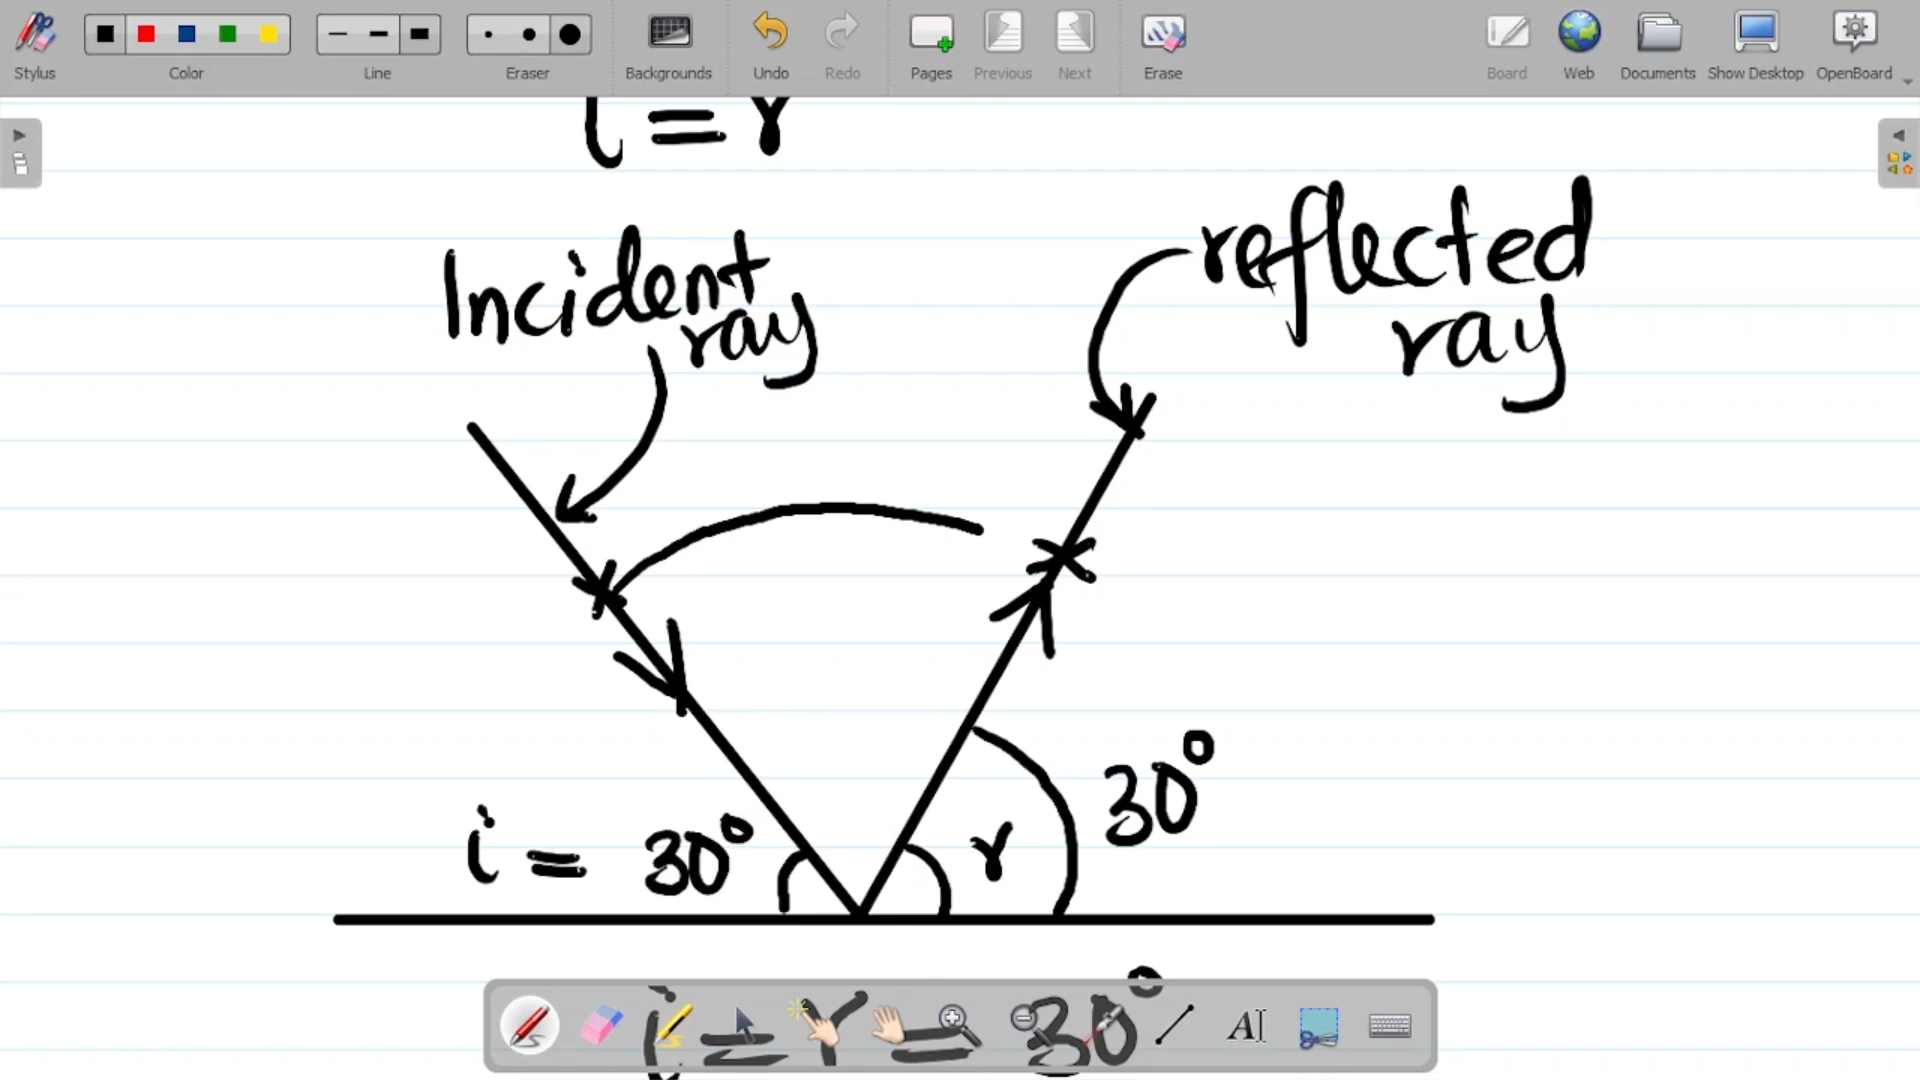 Stylus
Color
Line
Eraser
Backgrounds
Undo
Redo
Pages
Previous
Next
Erase
Board
Web
Documents
Show Desktop
OpenBoard
i = r
Incident
ray
reflected
ray
i = 30°
r
30°
i = r = 30°